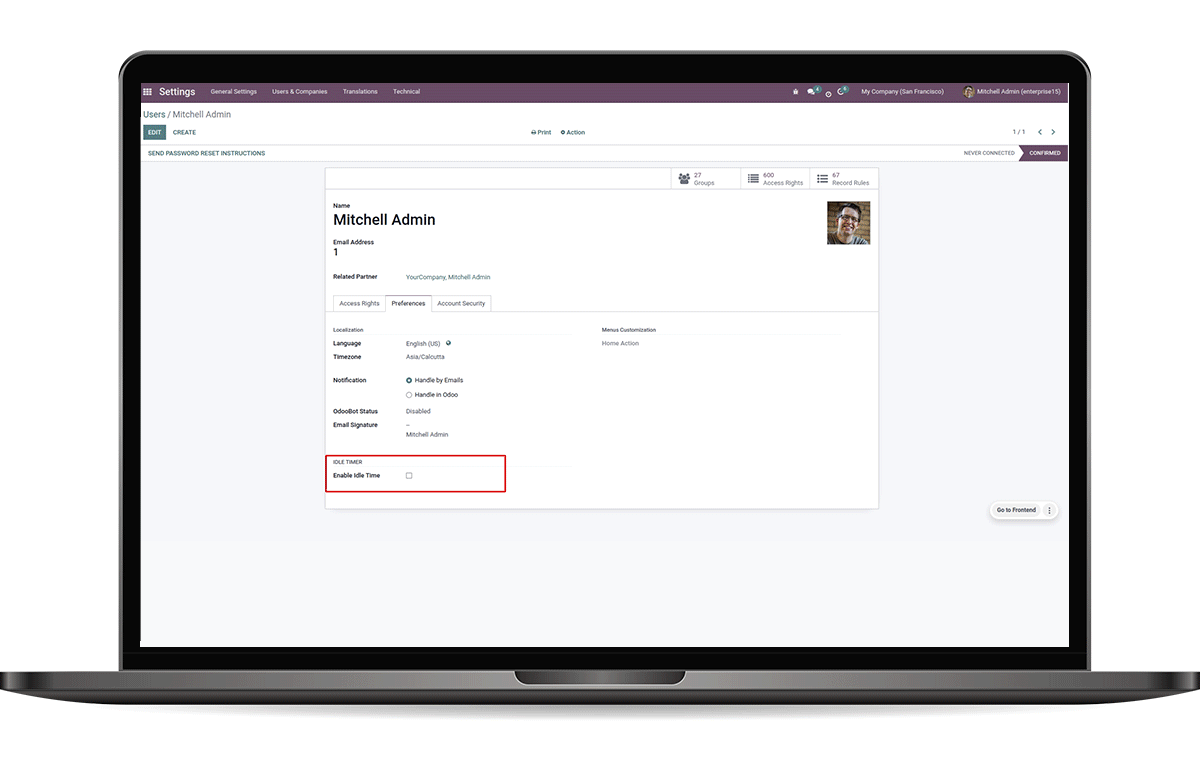 Settings General Settings Users & Companies Translations Technical My Company (San Francisco) Mitchell Admin (enterprise15)
Users / Mitchell Admin
EDIT CREATE Print Action 1 / 1
SEND PASSWORD RESET INSTRUCTIONS NEVER CONNECTED CONFIRMED
27 600 67
Groups Access Rights Record Rules
Name
Mitchell Admin
Email Address
1
Related Partner YourCompany, Mitchell Admin
Access Rights Preferences Account Security
Localization Menus Customization
Language English (US) Home Action
Timezone Asia/Calcutta
Notification Handle by Emails
Handle in Odoo
OdooBot Status Disabled
Email Signature --
Mitchell Admin
IDLE TIMER
Enable Idle Time
Go to Frontend